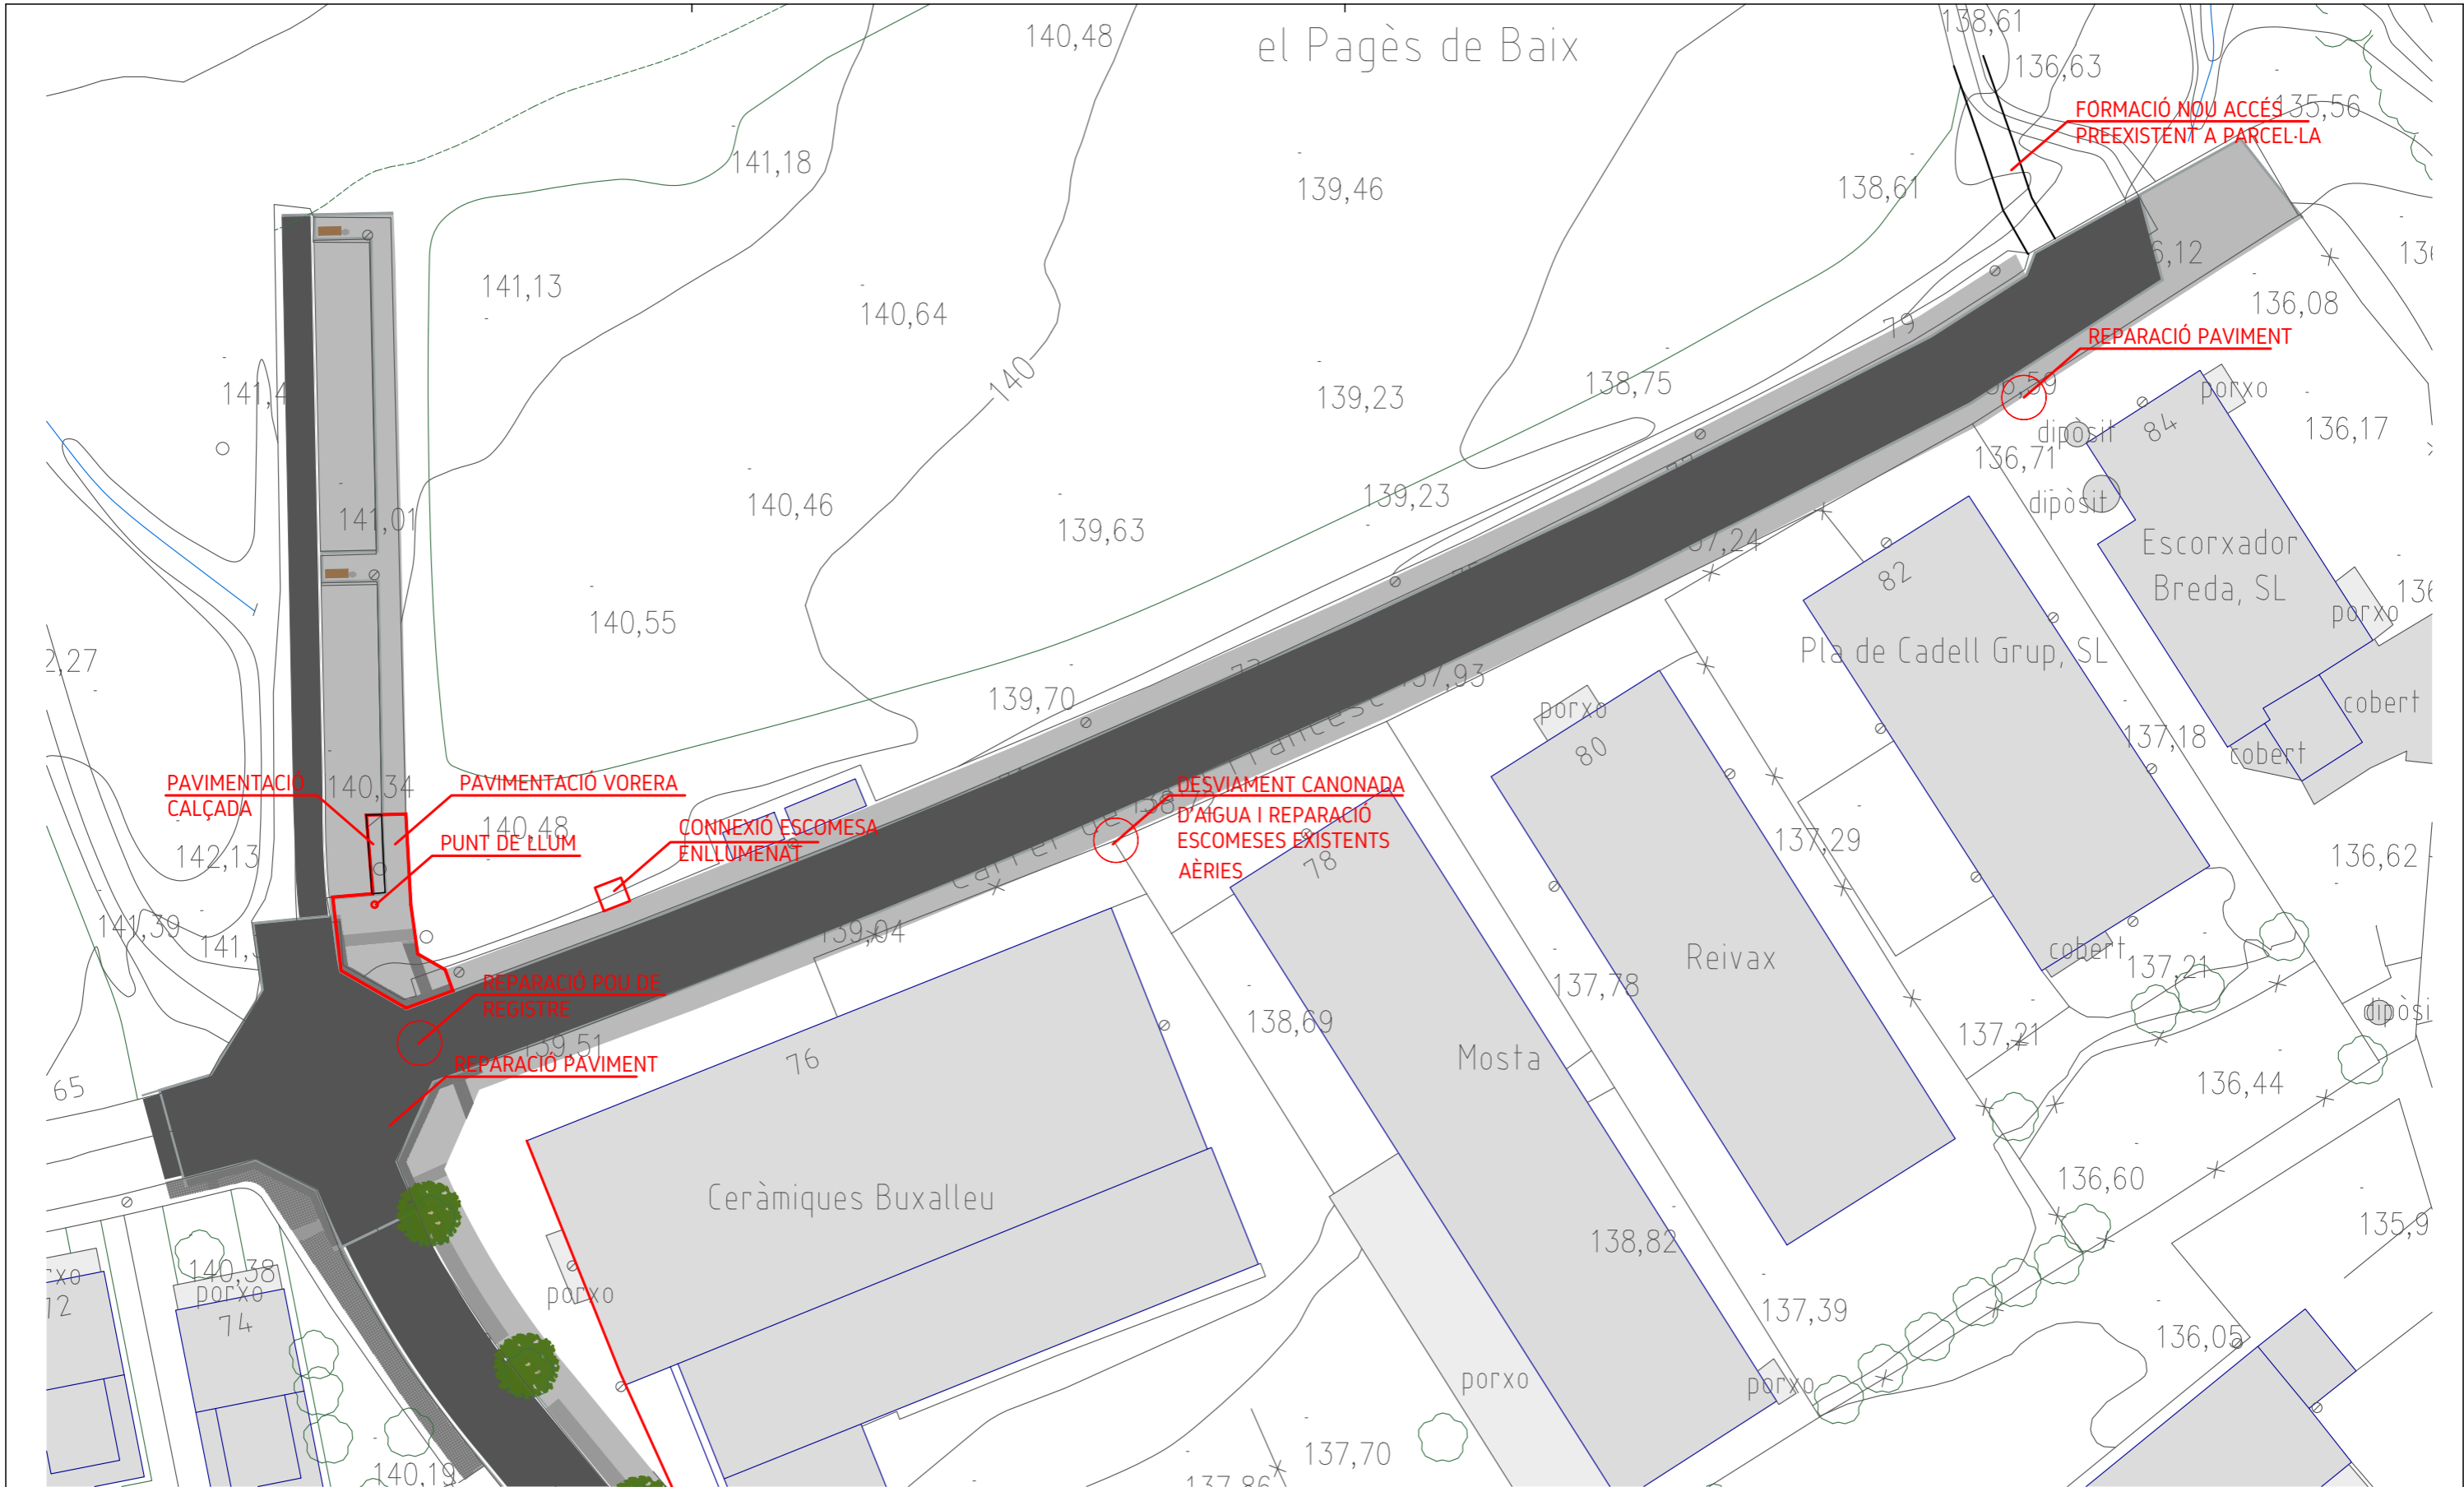 el Pagès de Baix
140,48
138,61
136,63
FORMACIÓ NOU ACCÉS
PREEXISTENT A PARCEL·LA
135,56
141,18
139,46
138,61
141,13
140,64
136,08
79
REPARACIÓ PAVIMENT
140
139,23
138,75
porxo
dipòsit
84
136,17
136,71
140,46
139,63
139,23
dipòsit
141,01
Escorxador
Breda, SL
82
porxo
140,55
Pla de Cadell Grup, SL
139,70
porxo
cobert
80
137,18
cobert
PAVIMENTACIÓ
CALÇADA
140,34
PAVIMENTACIÓ VORERA
140,48
PUNT DE LLUM
CONNEXIÓ ESCOMESA
ENLLUMENAT
DESVIAMENT CANONADA
D'AIGUA I REPARACIÓ
ESCOMESES EXISTENTS
AÈRIES
78
137,29
136,62
142,13
141,39
139,04
Reivax
cobert
137,21
137,78
REPARACIÓ POU DE
REGISTRE
138,69
137,21
139,51
REPARACIÓ PAVIMENT
76
Mosta
65
136,44
Ceràmiques Buxalleu
136,60
138,82
140,38
porxo
74
porxo
137,39
136,05
porxo
porxo
137,70
140,19